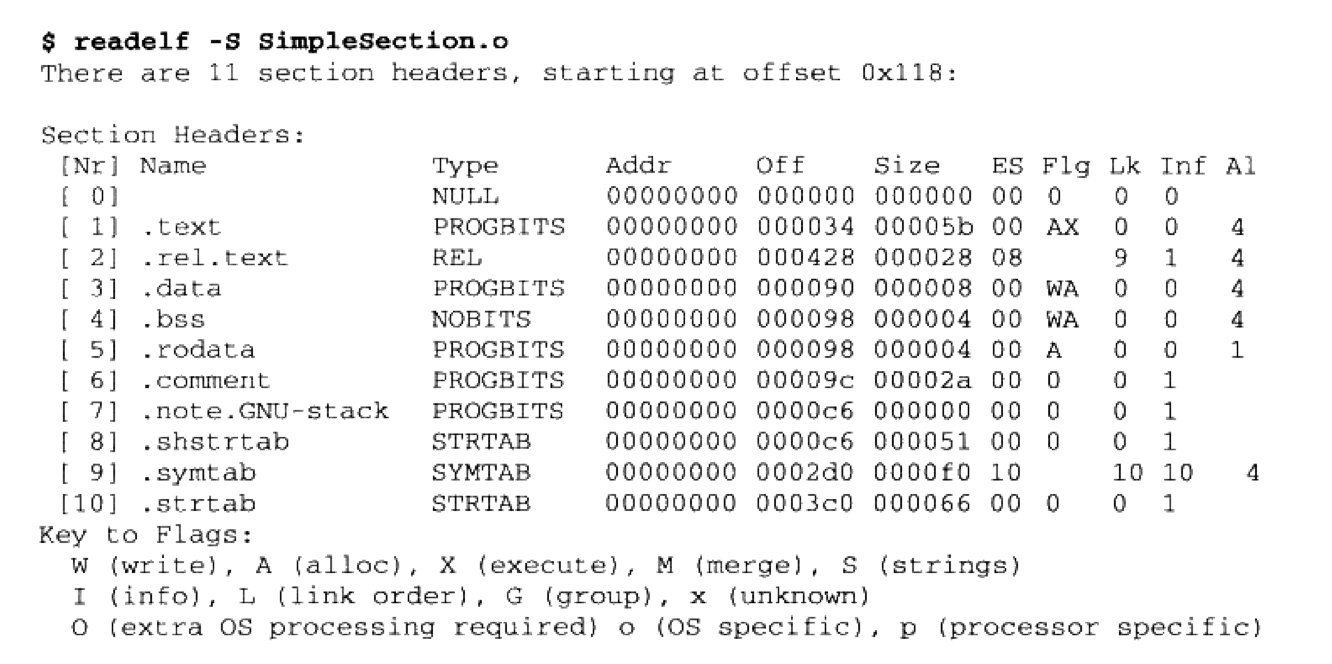 $ readelf -S SimpleSection.o
There are 11 section headers, starting at offset 0x118:
Section Headers:
[Nr] Name Type Addr Off Size ES Flg Lk Inf Al
[ 0] NULL 00000000 000000 000000 00 0 0 0
[ 1] .text PROGBITS 00000000 000034 00005b 00 AX 0 0 4
[ 2] .rel.text REL 00000000 000428 000028 08 9 1 4
[ 3] .data PROGBITS 00000000 000090 000008 00 WA 0 0 4
[ 4] .bss NOBITS 00000000 000098 000004 00 WA 0 0 4
[ 5] .rodata PROGBITS 00000000 000098 000004 00 A 0 0 1
[ 6] .comment PROGBITS 00000000 00009c 00002a 00 0 0 1
[ 7] .note.GNU-stack PROGBITS 00000000 0000c6 000000 00 0 0 1
[ 8] .shstrtab STRTAB 00000000 0000c6 000051 00 0 0 1
[ 9] .symtab SYMTAB 00000000 0002d0 0000f0 10 10 10 4
[10] .strtab STRTAB 00000000 0003c0 000066 00 0 0 1
Key to Flags:
W (write), A (alloc), X (execute), M (merge), S (strings)
I (info), L (link order), G (group), x (unknown)
O (extra OS processing required) o (OS specific), p (processor specific)